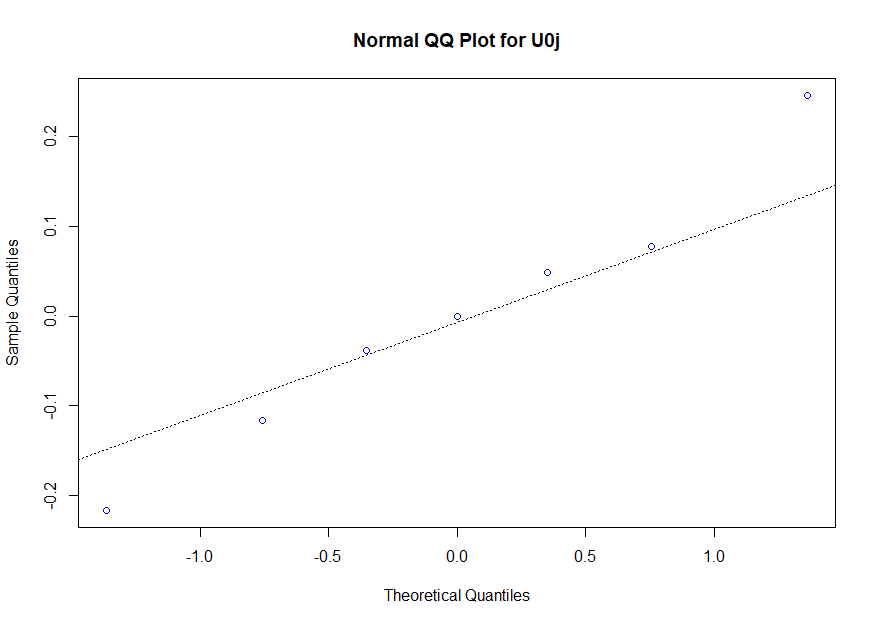 Normal QQ Plot for U0j
Sample Quantiles
0.2
0.1
0.0
-0.1
-0.2
-1.0 -0.5 0.0 0.5 1.0
Theoretical Quantiles